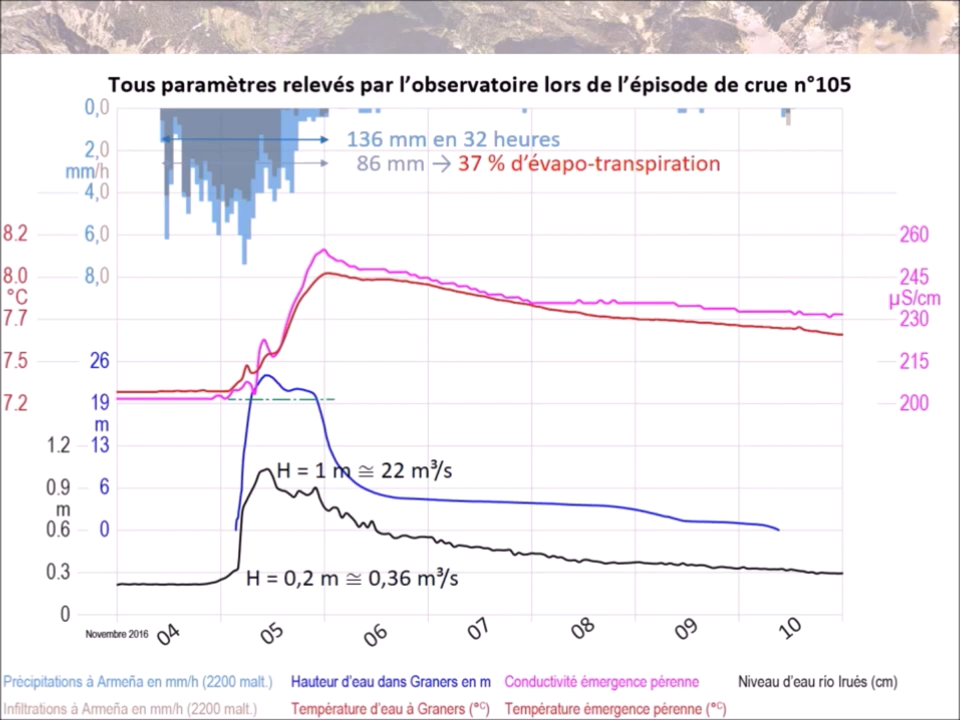 Tous paramètres relevés par l'observatoire lors de l'épisode de crue n°105
0,0
2,0
mm/h
4,0
6,0
8,0
136 mm en 32 heures
86 mm → 37 % d'évapo-transpiration
8.2
8.0
°C
7.7
7.5
7.2
260
245
µS/cm
230
215
200
26
19
m
13
6
0
1.2
0.9
m
0.6
0.3
0
H = 1 m ≅ 22 m³/s
H = 0,2 m ≅ 0,36 m³/s
Novembre 2016 04 05 06 07 08 09 10
Précipitations à Armeña en mm/h (2200 malt.) Hauteur d'eau dans Graners en m Conductivité émergence pérenne Niveau d'eau río Irués (cm)
Infiltrations à Armeña en mm/h (2200 malt.) Température d'eau à Graners (°C) Température émergence pérenne (°C)